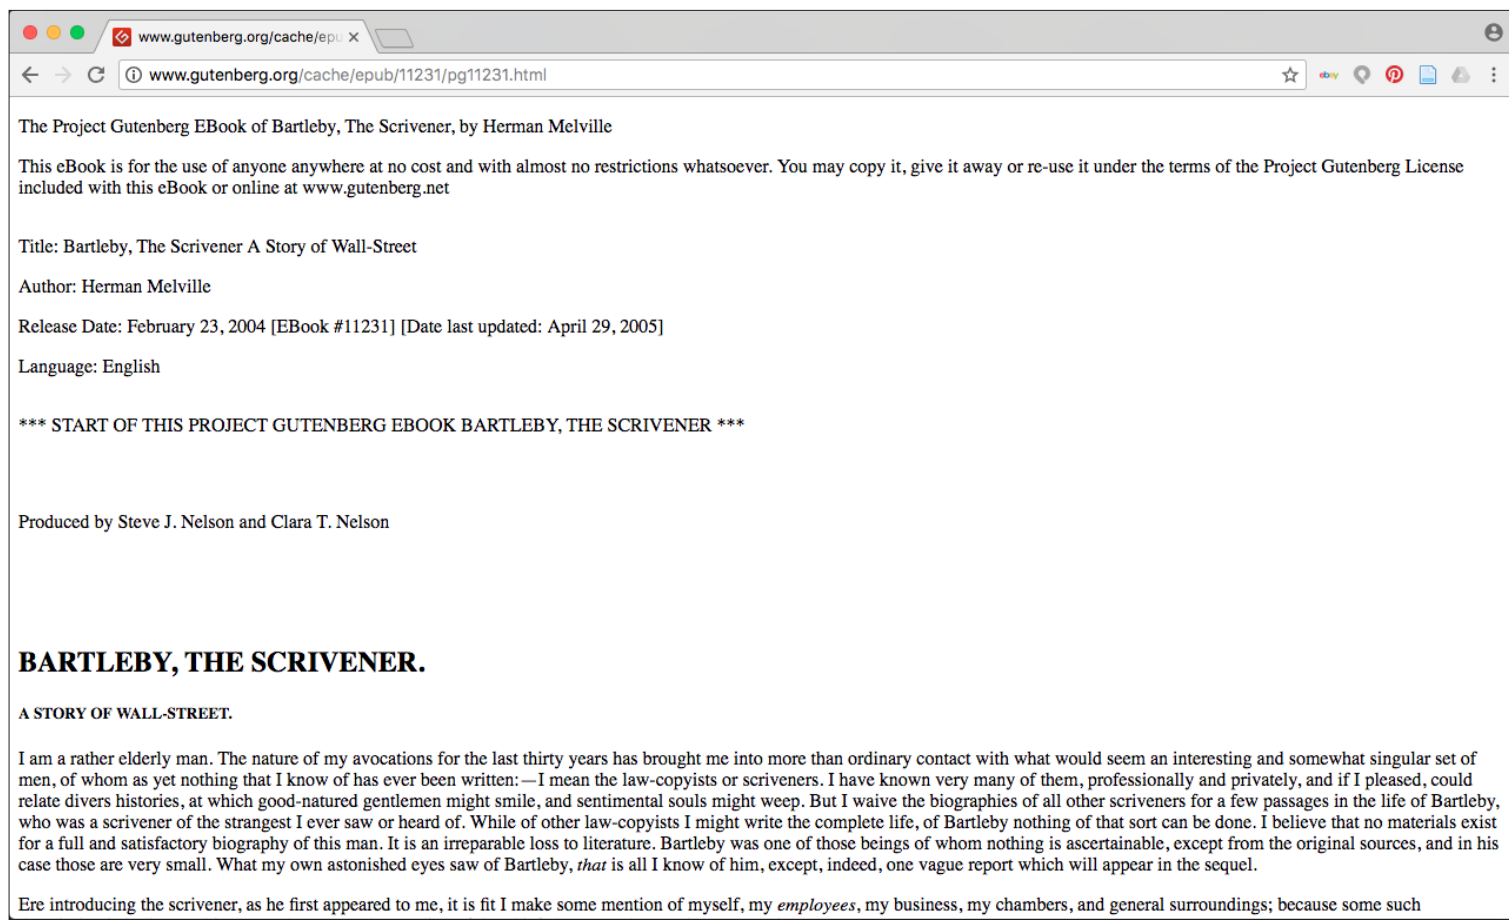 www.gutenberg.org/cache/epu
www.gutenberg.org/cache/epub/11231/pg11231.html
ebay
The Project Gutenberg EBook of Bartleby, The Scrivener, by Herman Melville
This eBook is for the use of anyone anywhere at no cost and with almost no restrictions whatsoever. You may copy it, give it away or re-use it under the terms of the Project Gutenberg License
included with this eBook or online at www.gutenberg.net
Title: Bartleby, The Scrivener A Story of Wall-Street
Author: Herman Melville
Release Date: February 23, 2004 [EBook #11231] [Date last updated: April 29, 2005]
Language: English
*** START OF THIS PROJECT GUTENBERG EBOOK BARTLEBY, THE SCRIVENER ***
Produced by Steve J. Nelson and Clara T. Nelson
BARTLEBY, THE SCRIVENER.
A STORY OF WALL-STREET.
I am a rather elderly man. The nature of my avocations for the last thirty years has brought me into more than ordinary contact with what would seem an interesting and somewhat singular set of
men, of whom as yet nothing that I know of has ever been written:—I mean the law-copyists or scriveners. I have known very many of them, professionally and privately, and if I pleased, could
relate divers histories, at which good-natured gentlemen might smile, and sentimental souls might weep. But I waive the biographies of all other scriveners for a few passages in the life of Bartleby,
who was a scrivener of the strangest I ever saw or heard of. While of other law-copyists I might write the complete life, of Bartleby nothing of that sort can be done. I believe that no materials exist
for a full and satisfactory biography of this man. It is an irreparable loss to literature. Bartleby was one of those beings of whom nothing is ascertainable, except from the original sources, and in his
case those are very small. What my own astonished eyes saw of Bartleby, that is all I know of him, except, indeed, one vague report which will appear in the sequel.
Ere introducing the scrivener, as he first appeared to me, it is fit I make some mention of myself, my employees, my business, my chambers, and general surroundings; because some such